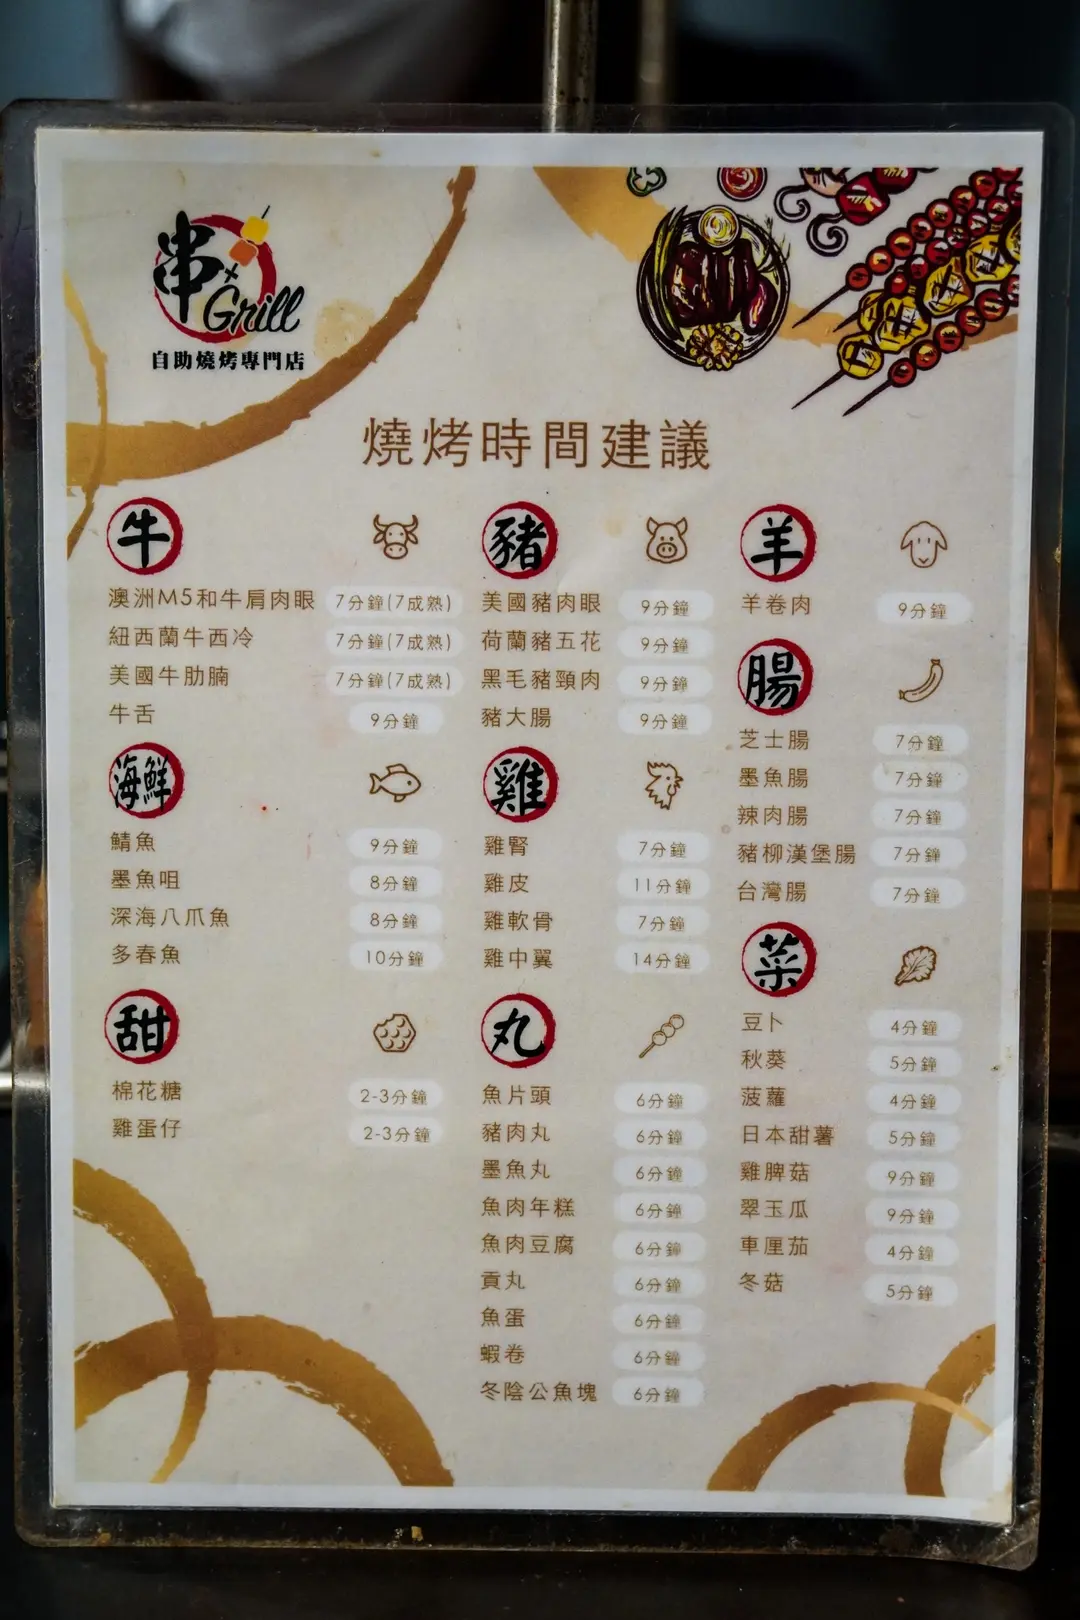 串
Grill
自助燒烤專門店
燒烤時間建議
牛
澳洲M5和牛肩肉眼 7分鐘(7成熟)
紐西蘭牛西冷 7分鐘(7成熟)
美國牛肋腩 7分鐘(7成熟)
牛舌 9分鐘
海鮮
鯖魚 9分鐘
墨魚咀 8分鐘
深海八爪魚 8分鐘
多春魚 10分鐘
甜
棉花糖 2-3分鐘
雞蛋仔 2-3分鐘
豬
美國豬肉眼 9分鐘
荷蘭豬五花 9分鐘
黑毛豬頸肉 9分鐘
豬大腸 9分鐘
雞
雞腎 7分鐘
雞皮 11分鐘
雞軟骨 7分鐘
雞中翼 14分鐘
丸
魚片頭 6分鐘
豬肉丸 6分鐘
墨魚丸 6分鐘
魚肉年糕 6分鐘
魚肉豆腐 6分鐘
貢丸 6分鐘
魚蛋 6分鐘
蝦卷 6分鐘
冬陰公魚塊 6分鐘
羊
羊卷肉 9分鐘
腸
芝士腸 7分鐘
墨魚腸 7分鐘
辣肉腸 7分鐘
豬柳漢堡腸 7分鐘
台灣腸 7分鐘
菜
豆卜 4分鐘
秋葵 5分鐘
菠蘿 4分鐘
日本甜薯 5分鐘
雞脾菇 9分鐘
翠玉瓜 9分鐘
車厘茄 4分鐘
冬菇 5分鐘